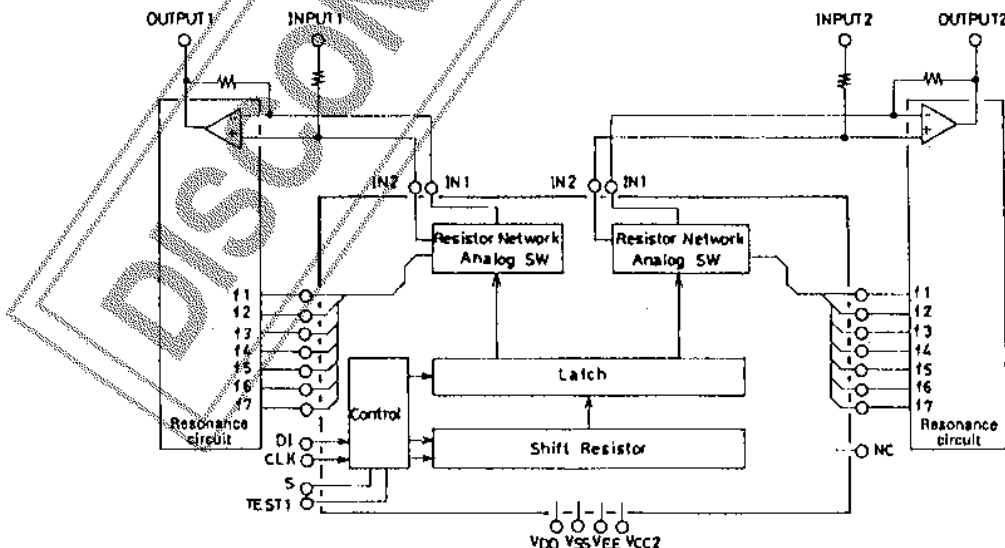 OUTPUT1
INPUT1
INPUT2
OUTPUT2
DISCON
-
+
IN2
IN1
IN2
IN1
Resistor Network
Analog SW
Resistor Network
Analog SW
f1
f2
f3
f4
f5
f6
f7
Resonance
circuit
f1
f2
f3
f4
f5
f6
f7
Resonance
circuit
Latch
Control
Shift Resistor
DI
CLK
S
TEST1
NC
VDD VSS VEE VCC2